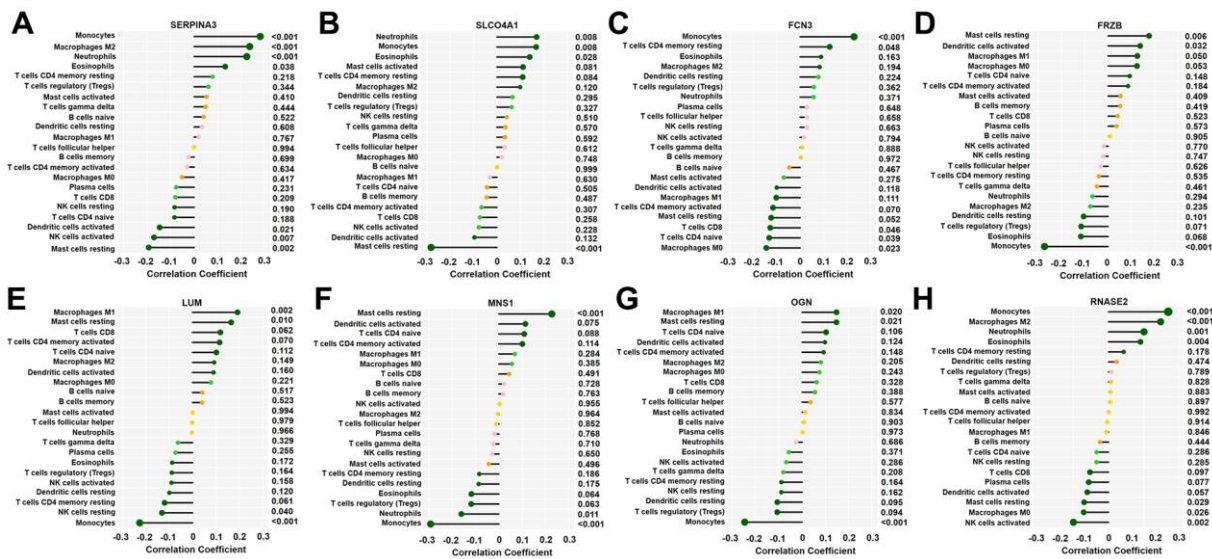 A
SERPINA3
Monocytes <0.001
Macrophages M2 <0.001
Neutrophils <0.001
Eosinophils 0.038
T cells CD4 memory resting 0.218
T cells regulatory (Tregs) 0.344
Mast cells activated 0.410
T cells gamma delta 0.444
B cells naive 0.522
Dendritic cells resting 0.608
Macrophages M1 0.767
T cells follicular helper 0.994
B cells memory 0.699
T cells CD4 memory activated 0.634
Macrophages M0 0.417
Plasma cells 0.231
T cells CD8 0.209
NK cells resting 0.190
T cells CD4 naive 0.188
Dendritic cells activated 0.021
NK cells activated 0.007
Mast cells resting 0.002
-0.3 -0.2 -0.1 0 0.1 0.2 0.3
Correlation Coefficient
B
SLCO4A1
Neutrophils 0.008
Monocytes 0.008
Eosinophils 0.028
Mast cells activated 0.081
T cells CD4 memory resting 0.084
Macrophages M2 0.120
Dendritic cells resting 0.295
T cells regulatory (Tregs) 0.327
NK cells resting 0.510
T cells gamma delta 0.570
Plasma cells 0.592
T cells follicular helper 0.612
Macrophages M0 0.748
B cells naive 0.999
Macrophages M1 0.630
T cells CD4 naive 0.505
B cells memory 0.487
T cells CD4 memory activated 0.307
T cells CD8 0.258
NK cells activated 0.228
Dendritic cells activated 0.132
Mast cells resting <0.001
-0.3 -0.2 -0.1 0 0.1 0.2 0.3
Correlation Coefficient
C
FCN3
Monocytes <0.001
T cells CD4 memory resting 0.048
Eosinophils 0.163
Macrophages M2 0.194
Dendritic cells resting 0.224
T cells regulatory (Tregs) 0.362
Neutrophils 0.371
Plasma cells 0.648
T cells follicular helper 0.658
NK cells resting 0.663
NK cells activated 0.794
T cells gamma delta 0.888
B cells memory 0.972
B cells naive 0.467
Mast cells activated 0.275
Dendritic cells activated 0.118
Macrophages M1 0.111
T cells CD4 memory activated 0.070
Mast cells resting 0.052
T cells CD8 0.046
T cells CD4 naive 0.039
Macrophages M0 0.023
-0.3 -0.2 -0.1 0 0.1 0.2 0.3
Correlation Coefficient
D
FRZB
Mast cells resting 0.006
Dendritic cells activated 0.032
Macrophages M1 0.050
Macrophages M0 0.053
T cells CD4 naive 0.148
T cells CD4 memory activated 0.184
Mast cells activated 0.409
B cells memory 0.419
T cells CD8 0.523
Plasma cells 0.573
B cells naive 0.905
NK cells activated 0.770
NK cells resting 0.747
T cells follicular helper 0.626
T cells CD4 memory resting 0.535
T cells gamma delta 0.461
Neutrophils 0.294
Macrophages M2 0.235
Dendritic cells resting 0.101
T cells regulatory (Tregs) 0.071
Eosinophils 0.068
Monocytes <0.001
-0.3 -0.2 -0.1 0 0.1 0.2 0.3
Correlation Coefficient
E
LUM
Macrophages M1 0.002
Mast cells resting 0.010
T cells CD8 0.062
T cells CD4 memory activated 0.070
T cells CD4 naive 0.112
Macrophages M2 0.149
Dendritic cells activated 0.160
Macrophages M0 0.221
B cells naive 0.517
B cells memory 0.523
Mast cells activated 0.994
T cells follicular helper 0.979
Neutrophils 0.966
T cells gamma delta 0.329
Plasma cells 0.255
Eosinophils 0.172
T cells regulatory (Tregs) 0.164
NK cells activated 0.158
Dendritic cells resting 0.120
T cells CD4 memory resting 0.061
NK cells resting 0.040
Monocytes <0.001
-0.3 -0.2 -0.1 0 0.1 0.2 0.3
Correlation Coefficient
F
MNS1
Mast cells resting <0.001
Dendritic cells activated 0.075
T cells CD4 naive 0.088
T cells CD4 memory activated 0.114
Macrophages M1 0.284
Macrophages M0 0.385
T cells CD8 0.491
B cells naive 0.728
B cells memory 0.763
NK cells activated 0.955
Macrophages M2 0.964
T cells follicular helper 0.852
Plasma cells 0.768
T cells gamma delta 0.710
NK cells resting 0.650
Mast cells activated 0.496
T cells CD4 memory resting 0.186
Dendritic cells resting 0.175
Eosinophils 0.064
T cells regulatory (Tregs) 0.063
Neutrophils 0.011
Monocytes <0.001
-0.3 -0.2 -0.1 0 0.1 0.2 0.3
Correlation Coefficient
G
OGN
Macrophages M1 0.020
Mast cells resting 0.021
T cells CD4 naive 0.106
Dendritic cells activated 0.124
T cells CD4 memory activated 0.148
Macrophages M2 0.205
Macrophages M0 0.243
T cells CD8 0.328
B cells memory 0.388
T cells follicular helper 0.577
Mast cells activated 0.834
B cells naive 0.903
Plasma cells 0.973
Neutrophils 0.686
Eosinophils 0.371
NK cells activated 0.286
T cells gamma delta 0.208
T cells CD4 memory resting 0.164
NK cells resting 0.162
Dendritic cells resting 0.095
T cells regulatory (Tregs) 0.094
Monocytes <0.001
-0.3 -0.2 -0.1 0 0.1 0.2 0.3
Correlation Coefficient
H
RNASE2
Monocytes <0.001
Macrophages M2 <0.001
Neutrophils 0.001
Eosinophils 0.004
T cells CD4 memory resting 0.178
Dendritic cells resting 0.474
T cells regulatory (Tregs) 0.789
T cells gamma delta 0.828
Mast cells activated 0.883
B cells naive 0.897
T cells CD4 memory activated 0.992
T cells follicular helper 0.914
Macrophages M1 0.846
B cells memory 0.444
T cells CD4 naive 0.286
NK cells resting 0.285
T cells CD8 0.097
Plasma cells 0.077
Dendritic cells activated 0.057
Mast cells resting 0.029
Macrophages M0 0.026
NK cells activated 0.002
-0.3 -0.2 -0.1 0 0.1 0.2 0.3
Correlation Coefficient